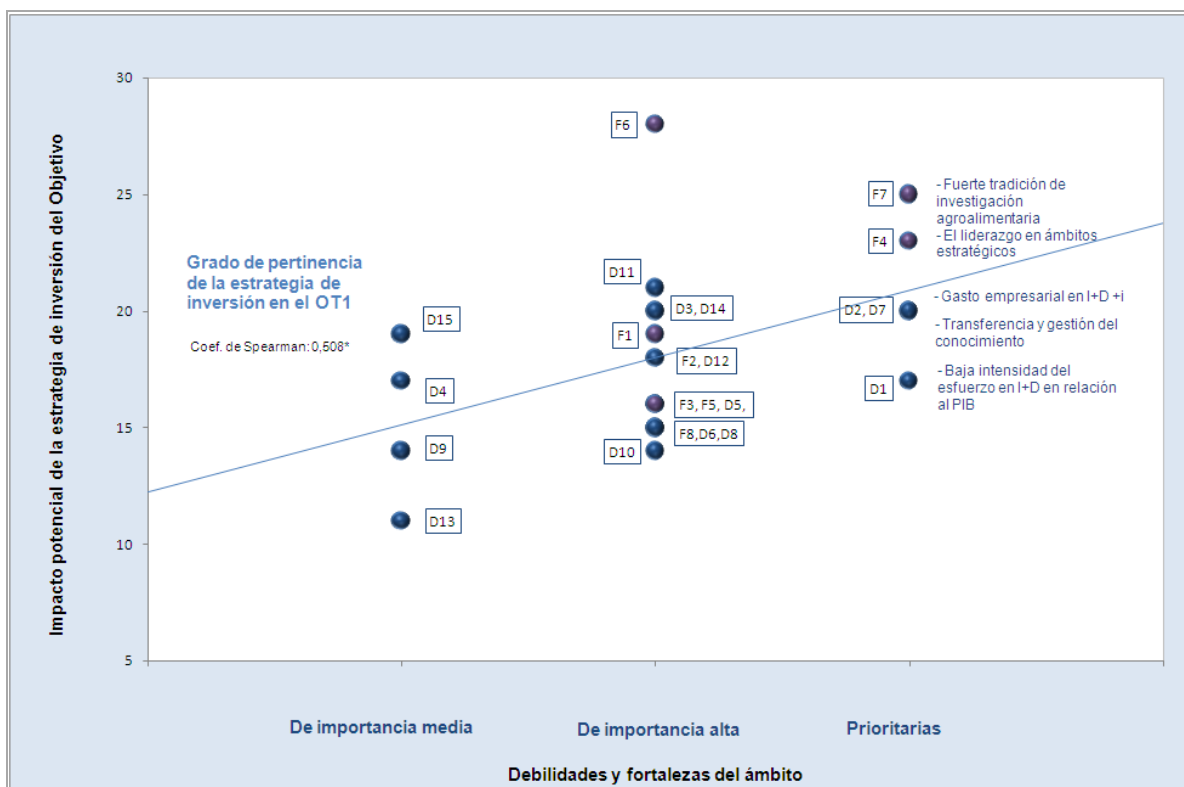 Impacto potencial de la estrategia de inversión del Objetivo
30
25
20
15
10
5
Grado de pertinencia
de la estrategia de
inversión en el OT1
Coef. de Spearman: 0,508*
D15
D4
D9
D13
F6
D11
D3, D14
F1
F2, D12
F3, F5, D5,
F8,D6,D8
D10
F7
F4
D2, D7
D1
- Fuerte tradición de
investigación
agroalimentaria
- El liderazgo en ámbitos
estratégicos
- Gasto empresarial en I+D +i
- Transferencia y gestión del
conocimiento
- Baja intensidad del
esfuerzo en I+D en relación
al PIB
De importancia media
De importancia alta
Prioritarias
Debilidades y fortalezas del ámbito